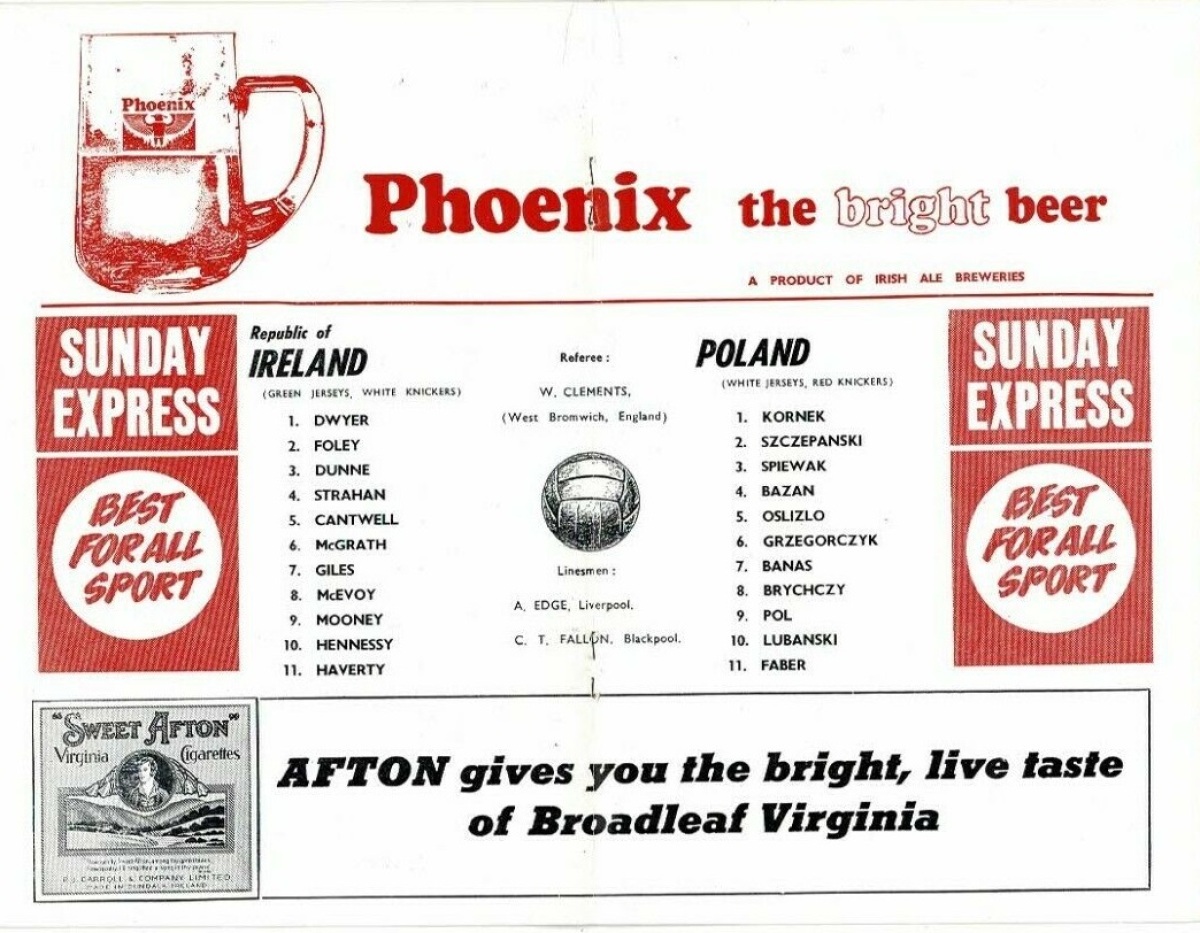 Phoenix
Phoenix the bright beer
A PRODUCT OF IRISH ALE BREWERIES
SUNDAY
EXPRESS
BEST
FOR ALL
SPORT
Republic of
IRELAND
(GREEN JERSEYS, WHITE KNICKERS)
1. DWYER
2. FOLEY
3. DUNNE
4. STRAHAN
5. CANTWELL
6. McGRATH
7. GILES
8. McEVOY
9. MOONEY
10. HENNESSY
11. HAVERTY
Referee :
W. CLEMENTS,
(West Bromwich, England)
Linesmen :
A. EDGE, Liverpool.
C. T. FALLON, Blackpool.
POLAND
(WHITE JERSEYS, RED KNICKERS)
1. KORNEK
2. SZCZEPANSKI
3. SPIEWAK
4. BAZAN
5. OSLIZLO
6. GRZEGORCZYK
7. BANAS
8. BRYCHCZY
9. POL
10. LUBANSKI
11. FABER
SUNDAY
EXPRESS
BEST
FOR ALL
SPORT
"SWEET AFTON"
Virginia Cigarettes
P.J. CARROLL & COMPANY LIMITED
MADE IN DUNDALK IRELAND
AFTON gives you the bright, live taste
of Broadleaf Virginia